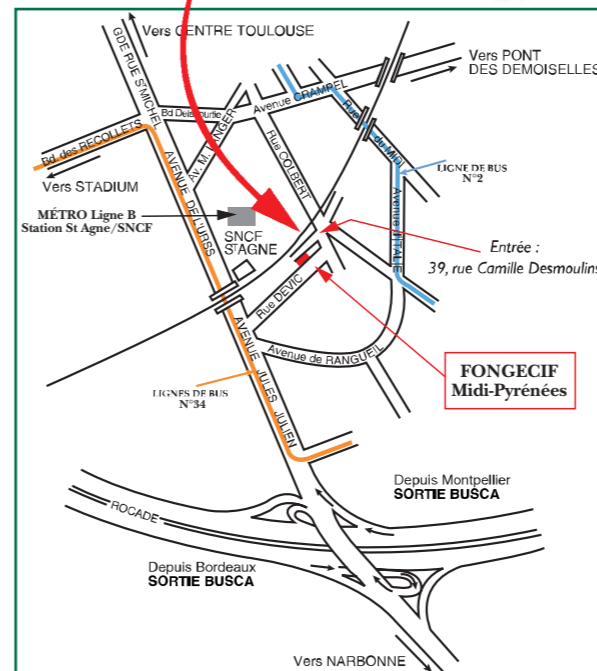 Vers CENTRE TOULOUSE
GDE RUE ST MICHEL
Vers PONT
DES DEMOISELLES
Avenue CRAMPEL
Bd Deltourtie
Av. M. LANGER
Rue COLBERT
Rue du MIDI
Bd. des RECOLLETS
LIGNE DE BUS
N°2
Vers STADIUM
AVENUE DE L'URSS
Avenue d'ITALIE
MÉTRO Ligne B
Station St Agne/SNCF
SNCF
ST AGNE
Entrée :
39, rue Camille Desmoulins
Rue DEVIC
Avenue de RANGUEIL
FONGECIF
Midi-Pyrénées
AVENUE JULES JULIEN
LIGNES DE BUS
N°34
Depuis Montpellier
SORTIE BUSCA
ROCADE
Depuis Bordeaux
SORTIE BUSCA
Vers NARBONNE